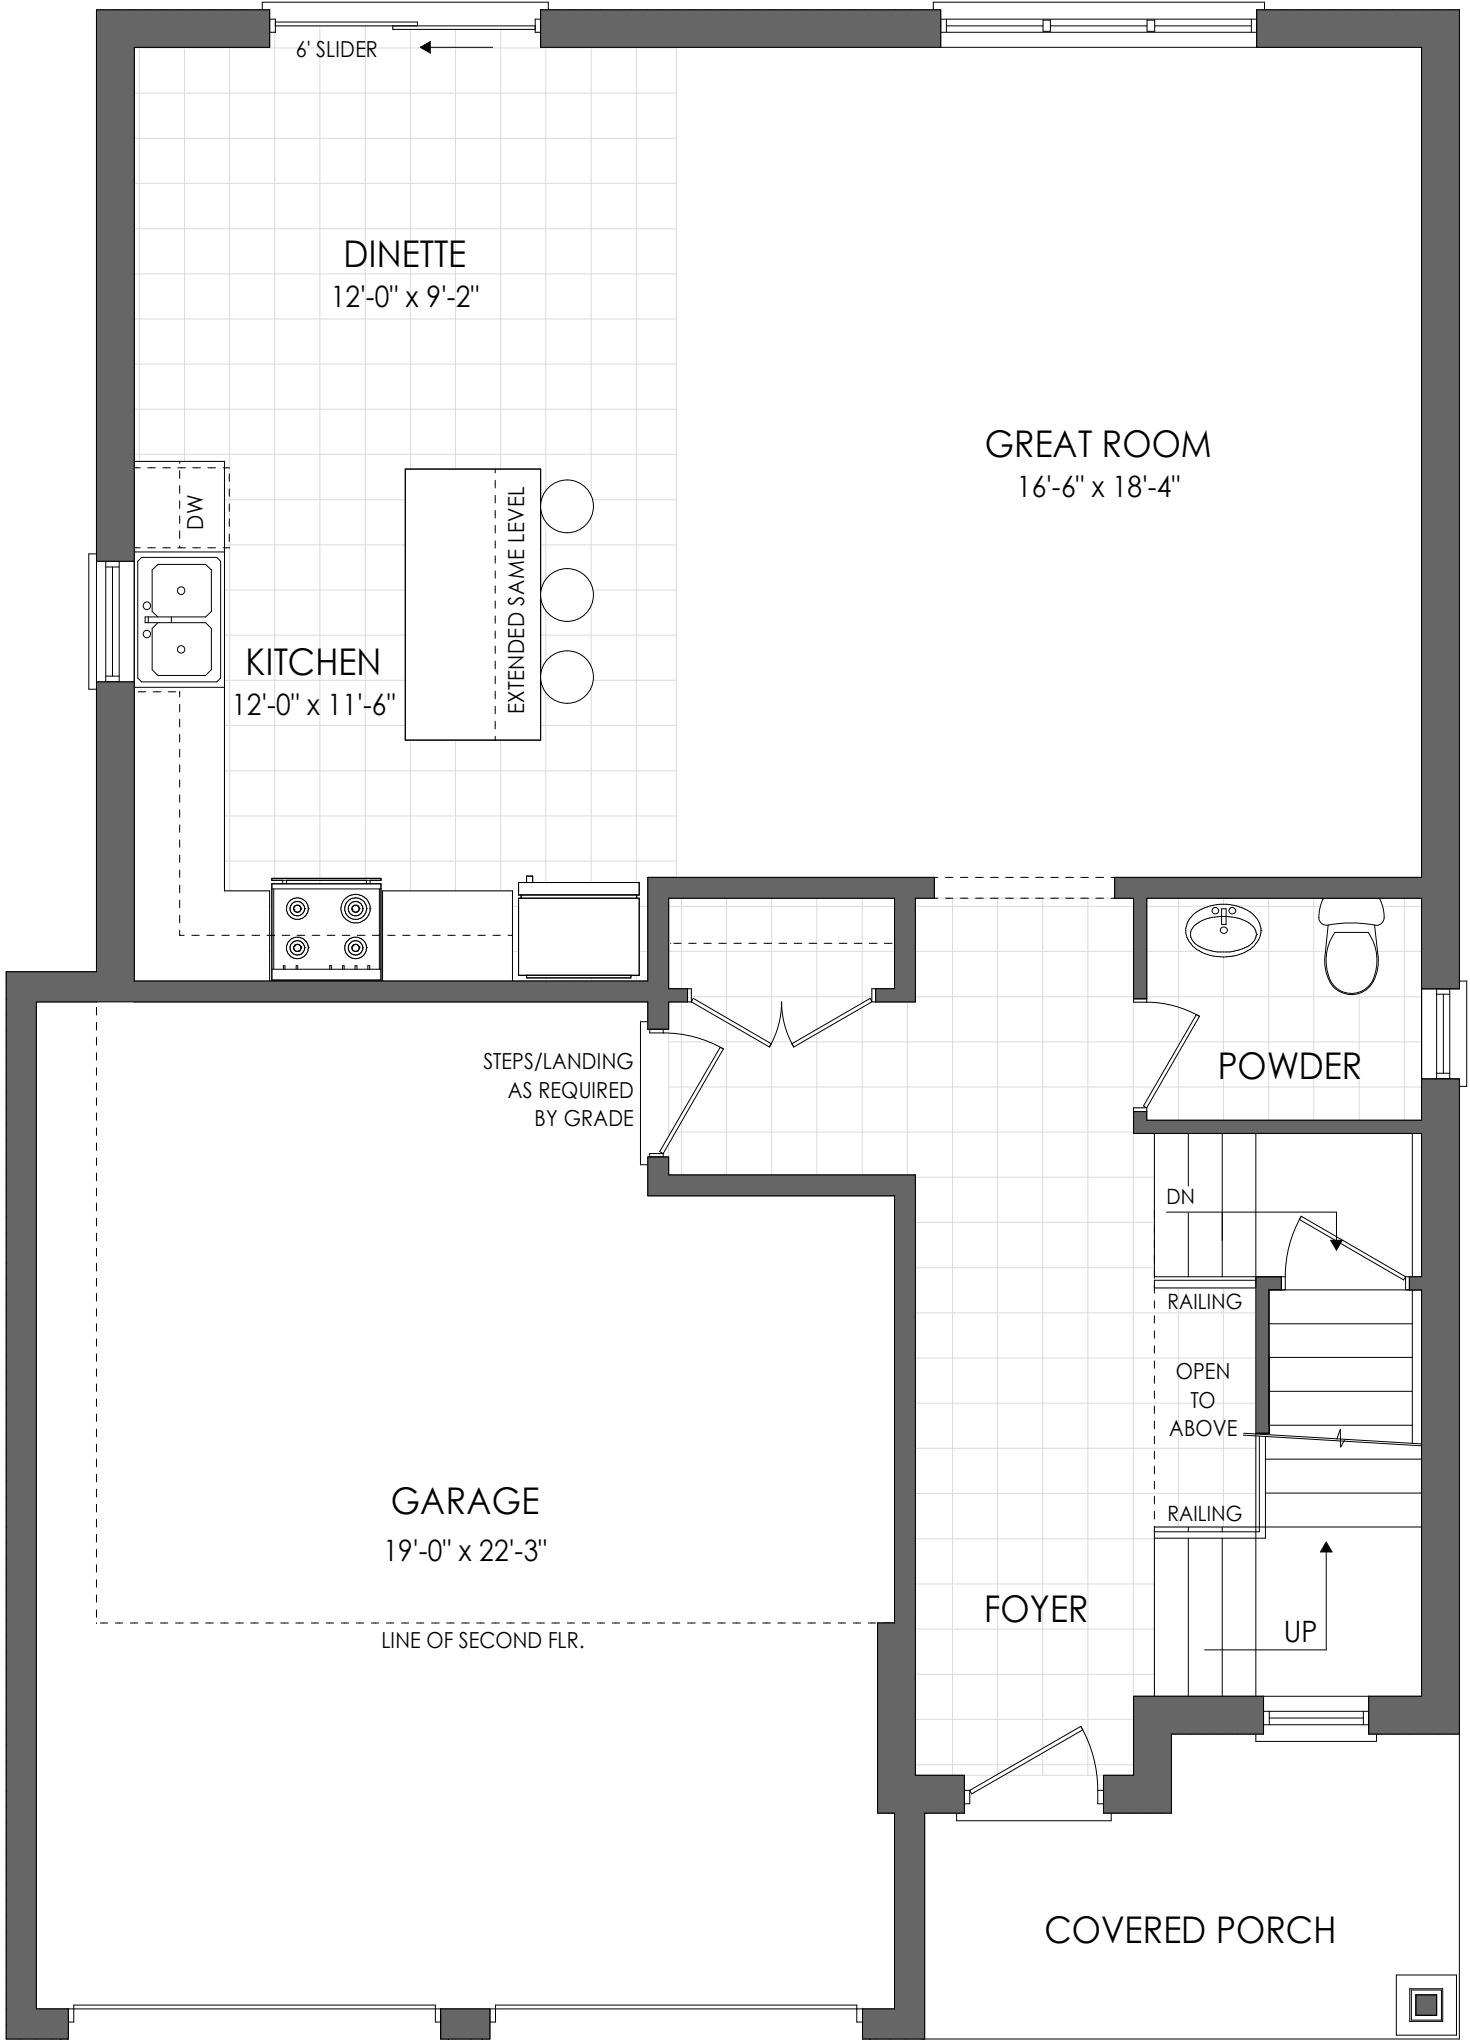 6' SLIDER
DINETTE
12'-0" x 9'-2"
GREAT ROOM
16'-6" x 18'-4"
DW
EXTENDED SAME LEVEL
KITCHEN
12'-0" x 11'-6"
STEPS/LANDING
AS REQUIRED
BY GRADE
POWDER
DN
RAILING
OPEN
TO
ABOVE
RAILING
GARAGE
19'-0" x 22'-3"
LINE OF SECOND FLR.
FOYER
UP
COVERED PORCH